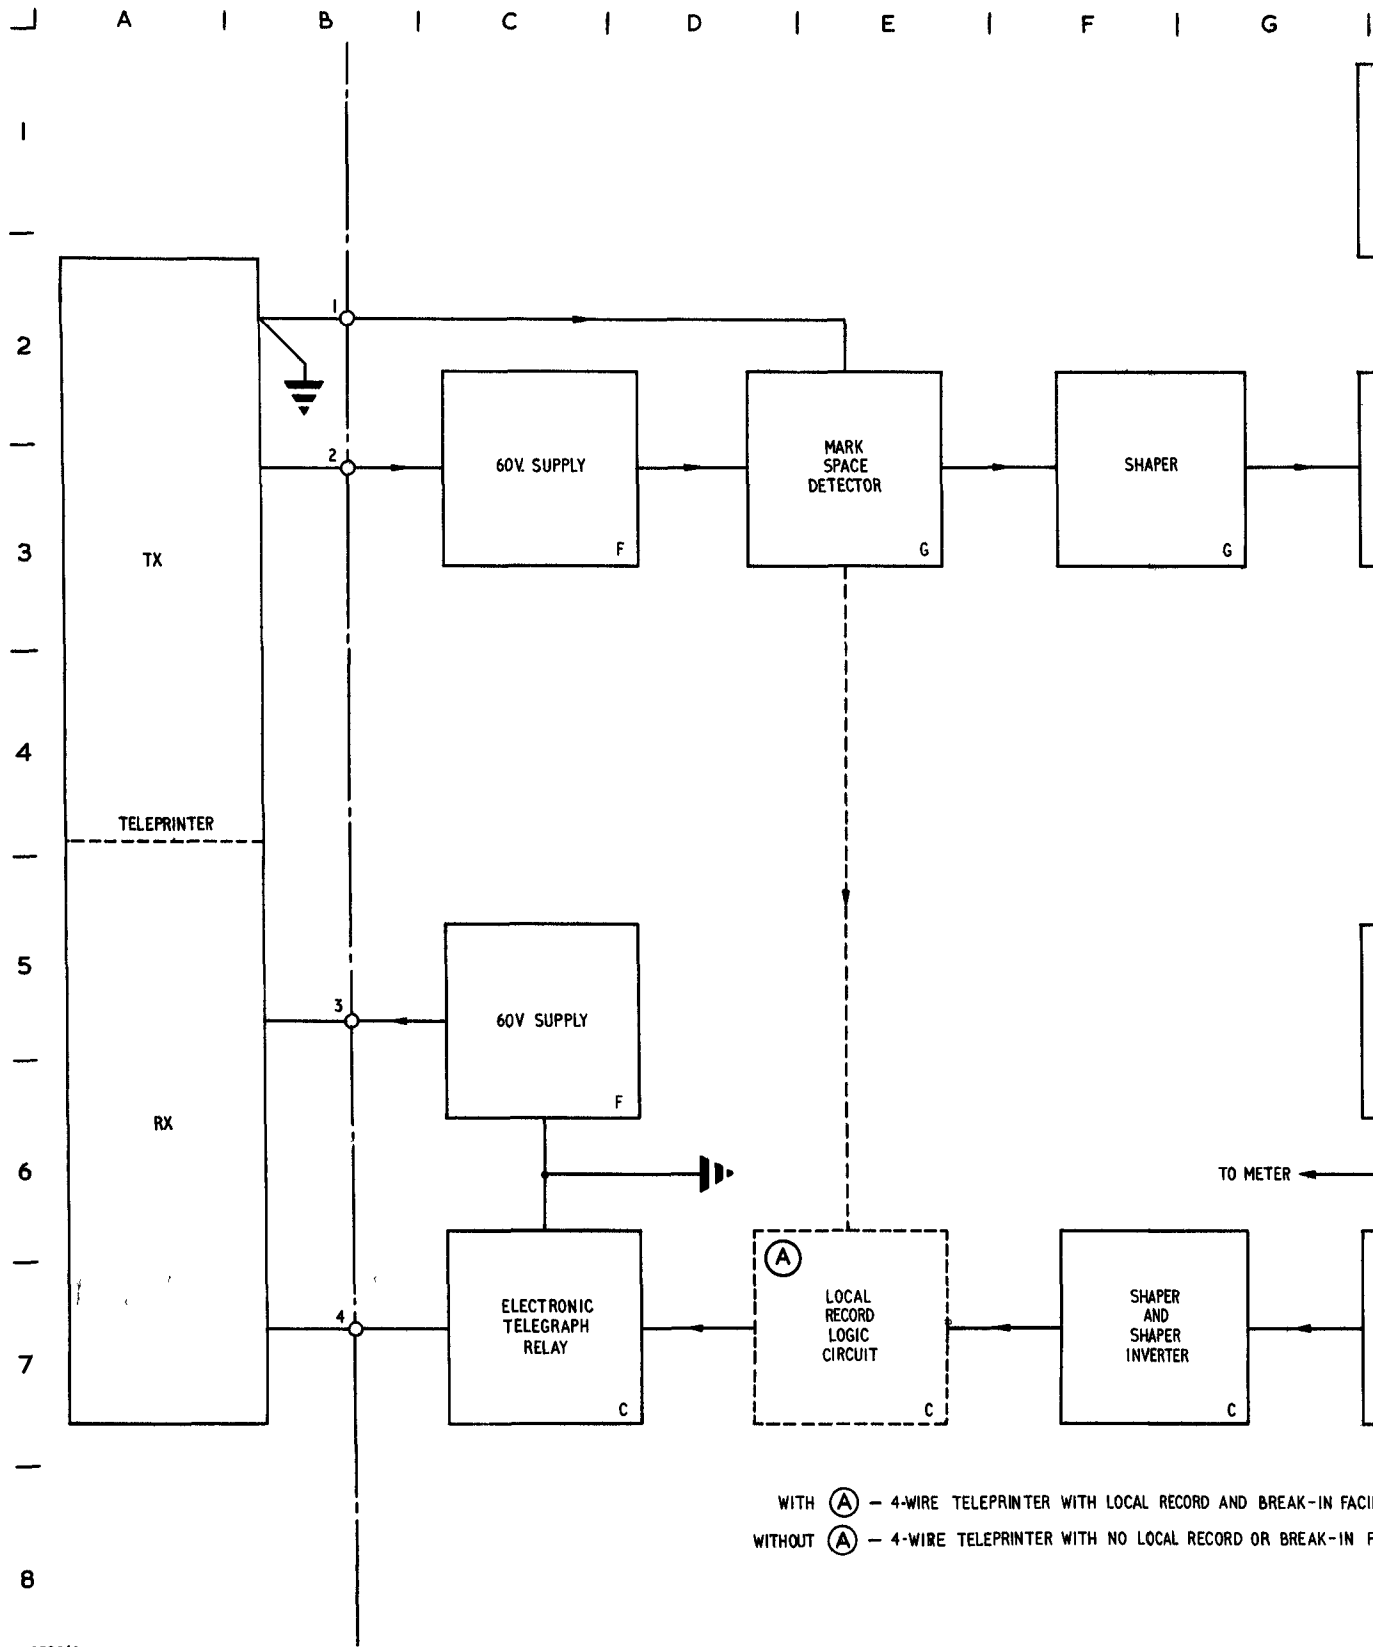 A B C D E F G
1
1
2
2
60V. SUPPLY
F
MARK
SPACE
DETECTOR
G
SHAPER
G
3
TX
4
TELEPRINTER
5
3
60V SUPPLY
F
RX
6
TO METER
A
4
ELECTRONIC
TELEGRAPH
RELAY
C
LOCAL
RECORD
LOGIC
CIRCUIT
C
SHAPER
AND
SHAPER
INVERTER
C
7
WITH A – 4-WIRE TELEPRINTER WITH LOCAL RECORD AND BREAK-IN
WITHOUT A – 4-WIRE TELEPRINTER WITH NO LOCAL RECORD OR BREAK-IN
8